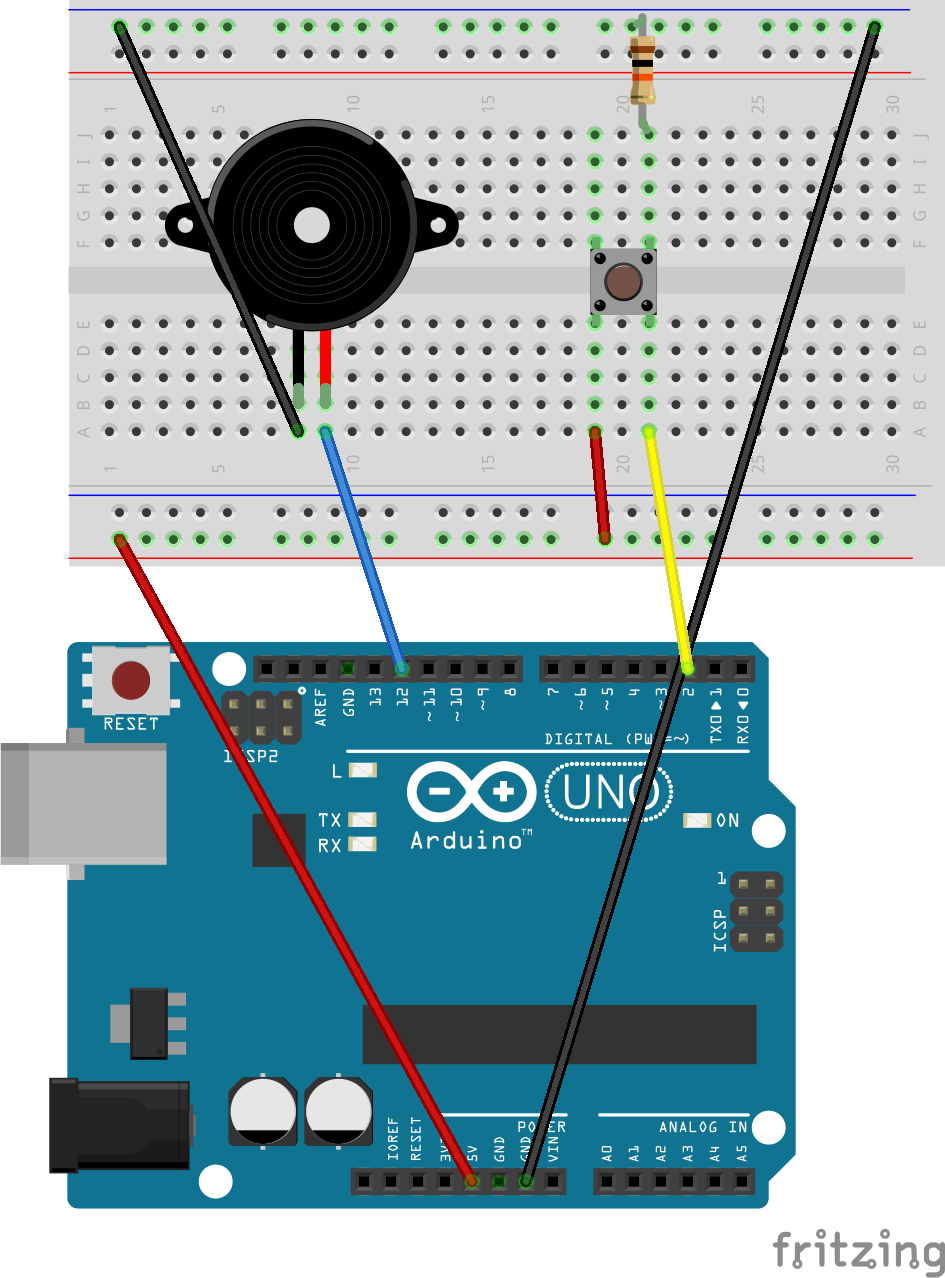 1 5 10 15 20 25 30
J J
I I
H H
G G
F F
E E
D D
C C
B B
A A
1 5 10 15 20 25 30
RESET
ICSP2
AREF
GND
13
12
~11
~10
~9
8
7
~6
~5
4
~3
2
TX0▶1
RX0◀0
DIGITAL (PWM=~)
L
TX
RX
UNO
Arduino™
ON
1
ICSP
IOREF
RESET
3V3
5V
GND
GND
VIN
POWER
ANALOG IN
A0
A1
A2
A3
A4
A5
fritzing